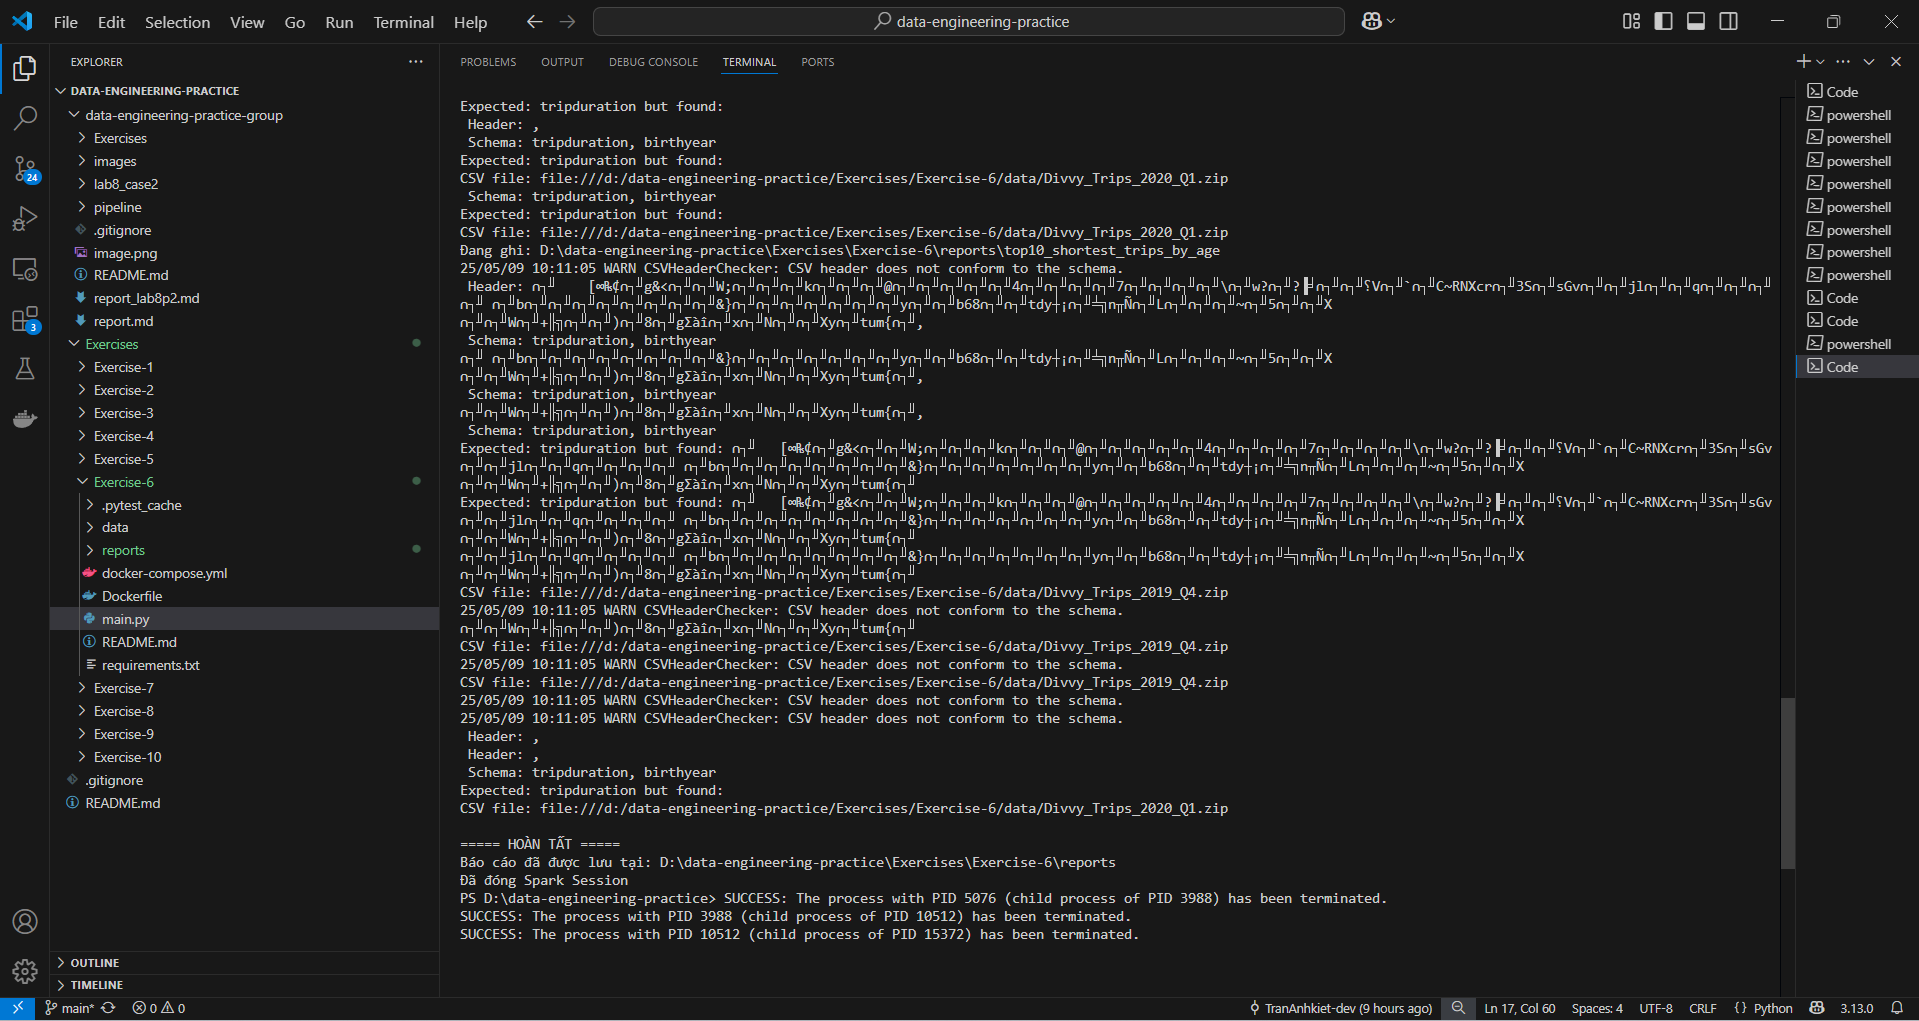 File Edit Selection View Go Run Terminal Help
data-engineering-practice
EXPLORER
DATA-ENGINEERING-PRACTICE
data-engineering-practice-group
Exercises
images
lab8_case2
pipeline
.gitignore
image.png
README.md
report_lab8p2.md
report.md
Exercises
Exercise-1
Exercise-2
Exercise-3
Exercise-4
Exercise-5
Exercise-6
.pytest_cache
data
reports
docker-compose.yml
Dockerfile
main.py
README.md
requirements.txt
Exercise-7
Exercise-8
Exercise-9
Exercise-10
.gitignore
README.md
OUTLINE
TIMELINE
24
3
PROBLEMS OUTPUT DEBUG CONSOLE TERMINAL PORTS
Expected: tripduration but found:
Header: ,
Schema: tripduration, birthyear
Expected: tripduration but found:
CSV file: file:///d:/data-engineering-practice/Exercises/Exercise-6/data/Divvy_Trips_2020_Q1.zip
Schema: tripduration, birthyear
Expected: tripduration but found:
CSV file: file:///d:/data-engineering-practice/Exercises/Exercise-6/data/Divvy_Trips_2020_Q1.zip
Đang ghi: D:\data-engineering-practice\Exercises\Exercise-6\reports\top10_shortest_trips_by_age
25/05/09 10:11:05 WARN CSVHeaderChecker: CSV header does not conform to the schema.
Header:
Schema: tripduration, birthyear
Schema: tripduration, birthyear
Schema: tripduration, birthyear
Expected: tripduration but found:
Expected: tripduration but found:
CSV file: file:///d:/data-engineering-practice/Exercises/Exercise-6/data/Divvy_Trips_2019_Q4.zip
25/05/09 10:11:05 WARN CSVHeaderChecker: CSV header does not conform to the schema.
CSV file: file:///d:/data-engineering-practice/Exercises/Exercise-6/data/Divvy_Trips_2019_Q4.zip
25/05/09 10:11:05 WARN CSVHeaderChecker: CSV header does not conform to the schema.
CSV file: file:///d:/data-engineering-practice/Exercises/Exercise-6/data/Divvy_Trips_2019_Q4.zip
25/05/09 10:11:05 WARN CSVHeaderChecker: CSV header does not conform to the schema.
25/05/09 10:11:05 WARN CSVHeaderChecker: CSV header does not conform to the schema.
Header: ,
Header: ,
Schema: tripduration, birthyear
Expected: tripduration but found:
CSV file: file:///d:/data-engineering-practice/Exercises/Exercise-6/data/Divvy_Trips_2020_Q1.zip
===== HOÀN TẤT =====
Báo cáo đã được lưu tại: D:\data-engineering-practice\Exercises\Exercise-6\reports
Đã đóng Spark Session
PS D:\data-engineering-practice> SUCCESS: The process with PID 5076 (child process of PID 3988) has been terminated.
SUCCESS: The process with PID 3988 (child process of PID 10512) has been terminated.
SUCCESS: The process with PID 10512 (child process of PID 15372) has been terminated.
Code
powershell
powershell
powershell
powershell
powershell
powershell
powershell
powershell
Code
Code
powershell
Code
main* 0 0 TranAnhkiet-dev (9 hours ago) Ln 17, Col 60 Spaces: 4 UTF-8 CRLF {} Python 3.13.0